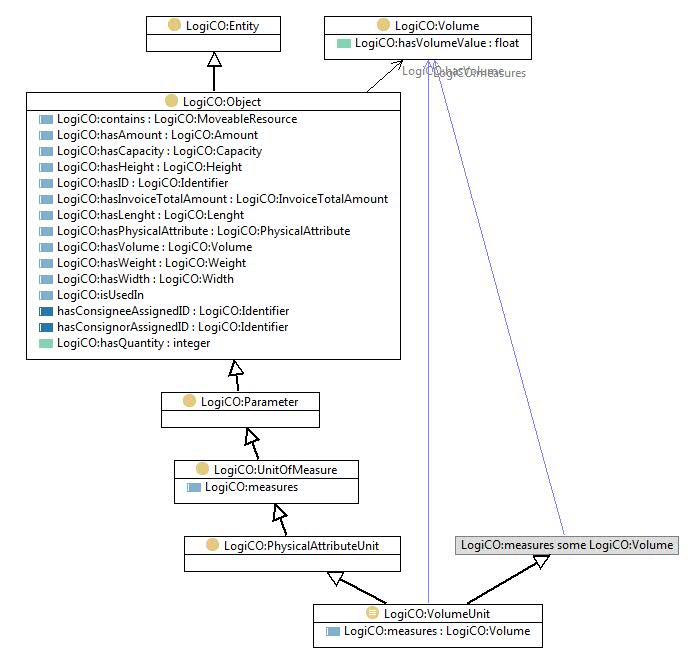 LogiCO:Entity
LogiCO:Volume
LogiCO:hasVolumeValue : float
LogiCO:hasVolume
LogiCO:measures
LogiCO:Object
LogiCO:contains : LogiCO:MoveableResource
LogiCO:hasAmount : LogiCO:Amount
LogiCO:hasCapacity : LogiCO:Capacity
LogiCO:hasHeight : LogiCO:Height
LogiCO:hasID : LogiCO:Identifier
LogiCO:hasInvoiceTotalAmount : LogiCO:InvoiceTotalAmount
LogiCO:hasLenght : LogiCO:Lenght
LogiCO:hasPhysicalAttribute : LogiCO:PhysicalAttribute
LogiCO:hasVolume : LogiCO:Volume
LogiCO:hasWeight : LogiCO:Weight
LogiCO:hasWidth : LogiCO:Width
LogiCO:isUsedIn
hasConsigneeAssignedID : LogiCO:Identifier
hasConsignorAssignedID : LogiCO:Identifier
LogiCO:hasQuantity : integer
LogiCO:Parameter
LogiCO:UnitOfMeasure
LogiCO:measures
LogiCO:PhysicalAttributeUnit
LogiCO:measures some LogiCO:Volume
LogiCO:VolumeUnit
LogiCO:measures : LogiCO:Volume